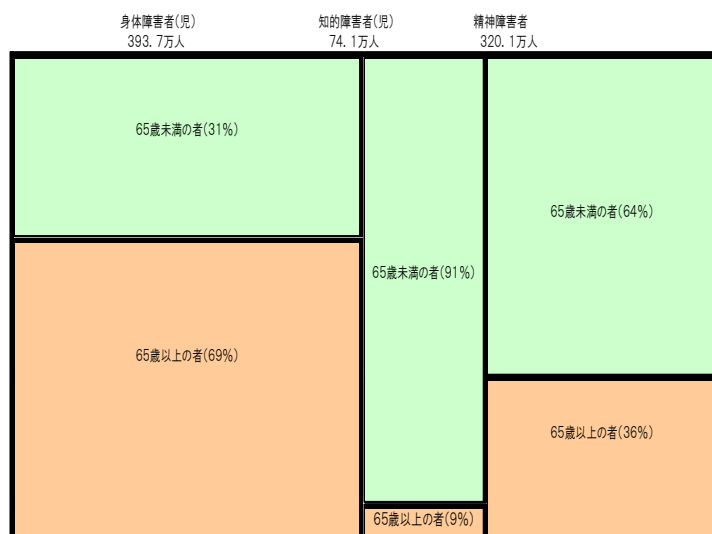 身体障害者(児)
393.7万人
知的障害者(児)
74.1万人
精神障害者
320.1万人
65歳未満の者(31%)
65歳未満の者(64%)
65歳未満の者(91%)
65歳以上の者(69%)
65歳以上の者(36%)
65歳以上の者(9%)